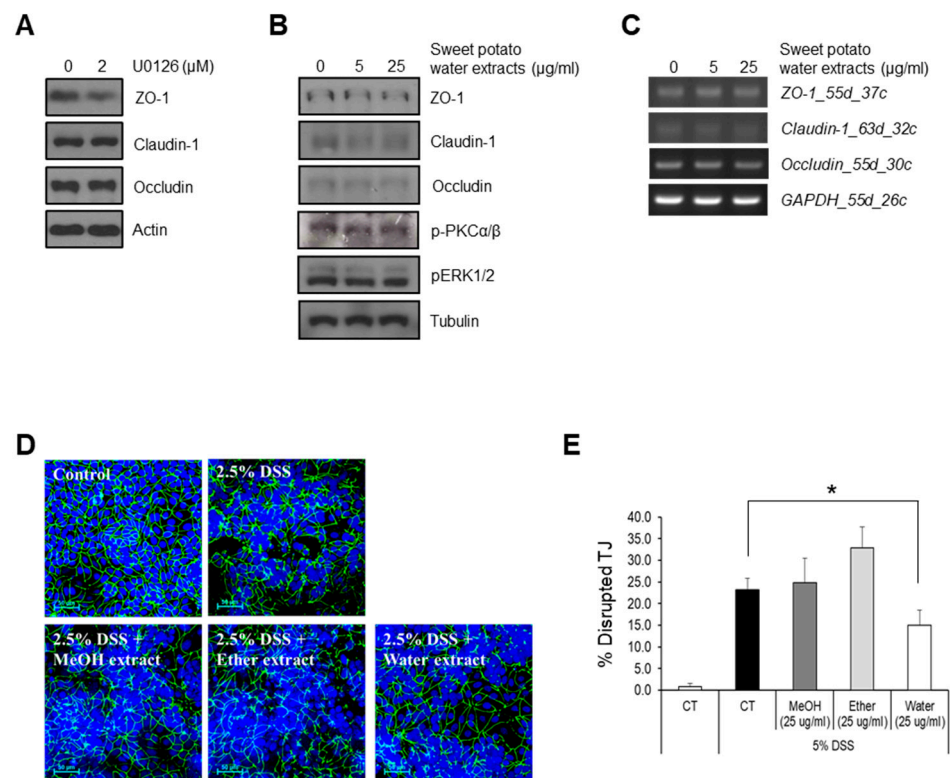 A
0 2 U0126 (μM)
ZO-1
Claudin-1
Occludin
Actin
B
Sweet potato
0 5 25 water extracts (μg/ml)
ZO-1
Claudin-1
Occludin
p-PKCα/β
pERK1/2
Tubulin
C
Sweet potato
0 5 25 water extracts (μg/ml)
ZO-1_55d_37c
Claudin-1_63d_32c
Occludin_55d_30c
GAPDH_55d_26c
D
Control
2.5% DSS
2.5% DSS +
MeOH extract
2.5% DSS +
Ether extract
2.5% DSS +
Water extract
E
*
% Disrupted TJ
40.0
35.0
30.0
25.0
20.0
15.0
10.0
5.0
0.0
CT
CT
MeOH
(25 ug/ml)
Ether
(25 ug/ml)
Water
(25 ug/ml)
5% DSS